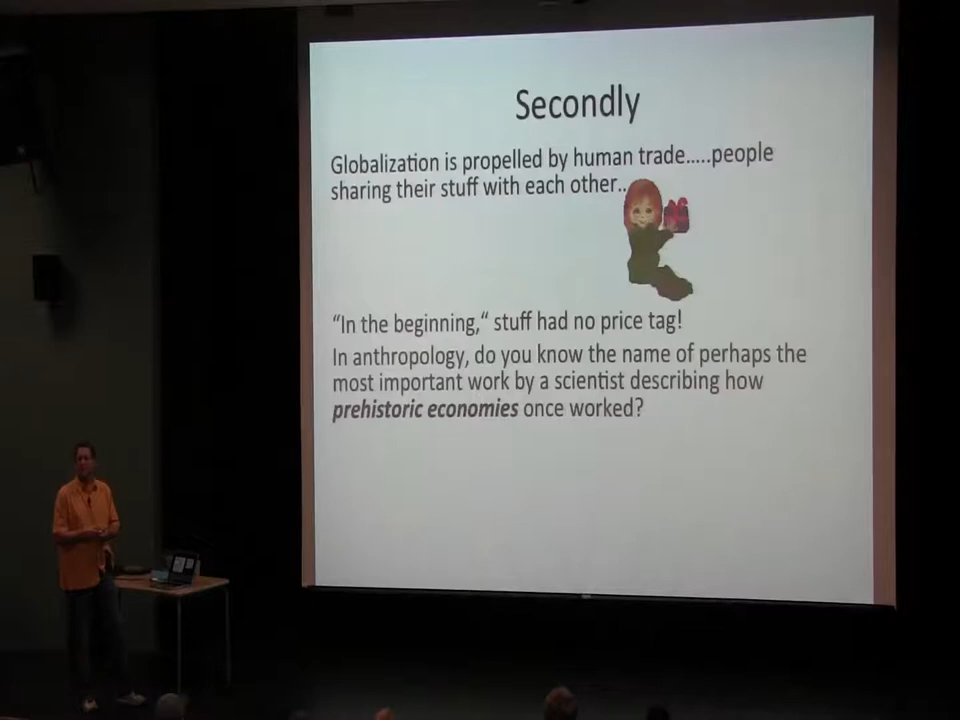 Secondly
Globalization is propelled by human trade.....people
sharing their stuff with each other..
“In the beginning,“ stuff had no price tag!
In anthropology, do you know the name of perhaps the
most important work by a scientist describing how
prehistoric economies once worked?